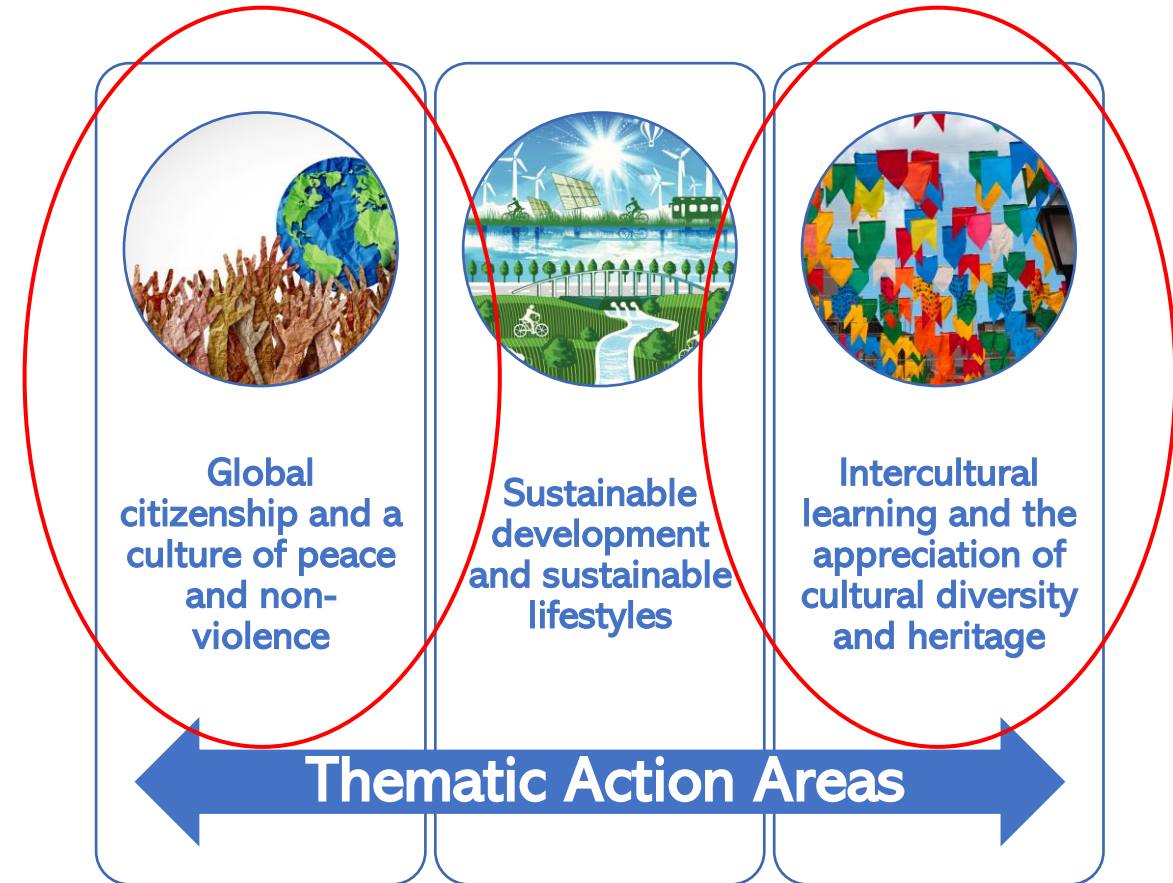 Global
citizenship and a
culture of peace
and non-
violence
Sustainable
development
and sustainable
lifestyles
Intercultural
learning and the
appreciation of
cultural diversity
and heritage
Thematic Action Areas